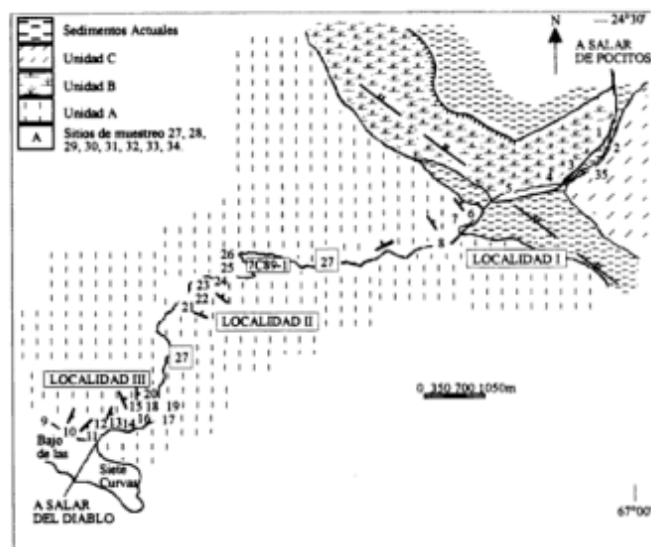 Sedimentos Actuales
Unidad C
Unidad B
Unidad A
A Sitios de muestreo 27, 28,
29, 30, 31, 32, 33, 34.
N
24°30'
A SALAR
DE POCITOS
1
2
3
4
35
5
6
7
8
LOCALIDAD I
26
25
7C89-1
27
23 24
22
21
LOCALIDAD II
27
LOCALIDAD III
20
15 18 19
9
10
12 13 14 16 17
11
Bajo
de las
Siete
Curvas
A SALAR
DEL DIABLO
0 350 700 1050m
67°00'